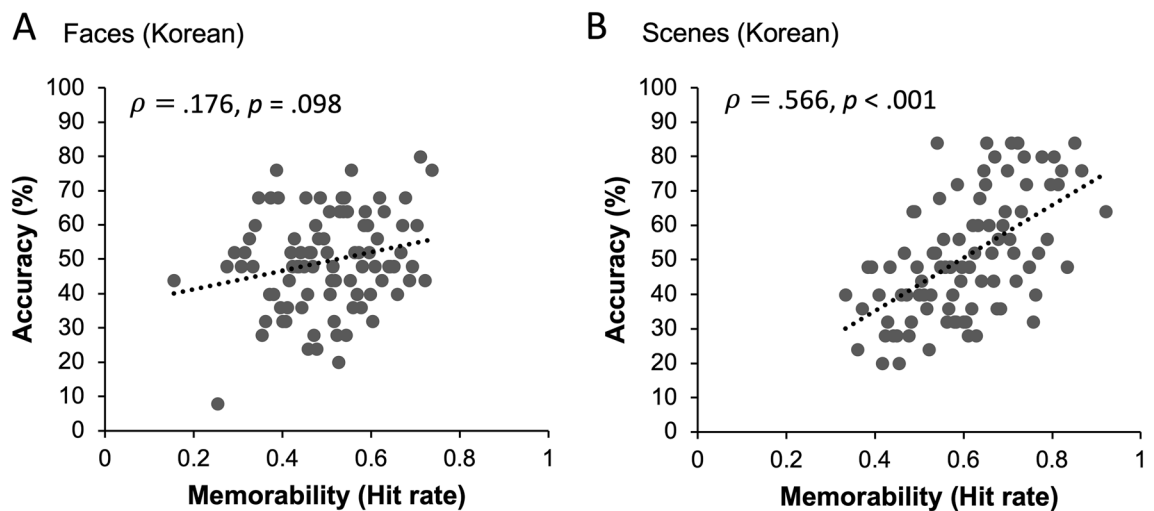 A Faces (Korean)
ρ = .176, p = .098
Accuracy (%)
100
90
80
70
60
50
40
30
20
10
0
0 0.2 0.4 0.6 0.8 1
Memorability (Hit rate)
B Scenes (Korean)
ρ = .566, p < .001
Accuracy (%)
100
90
80
70
60
50
40
30
20
10
0
0 0.2 0.4 0.6 0.8 1
Memorability (Hit rate)